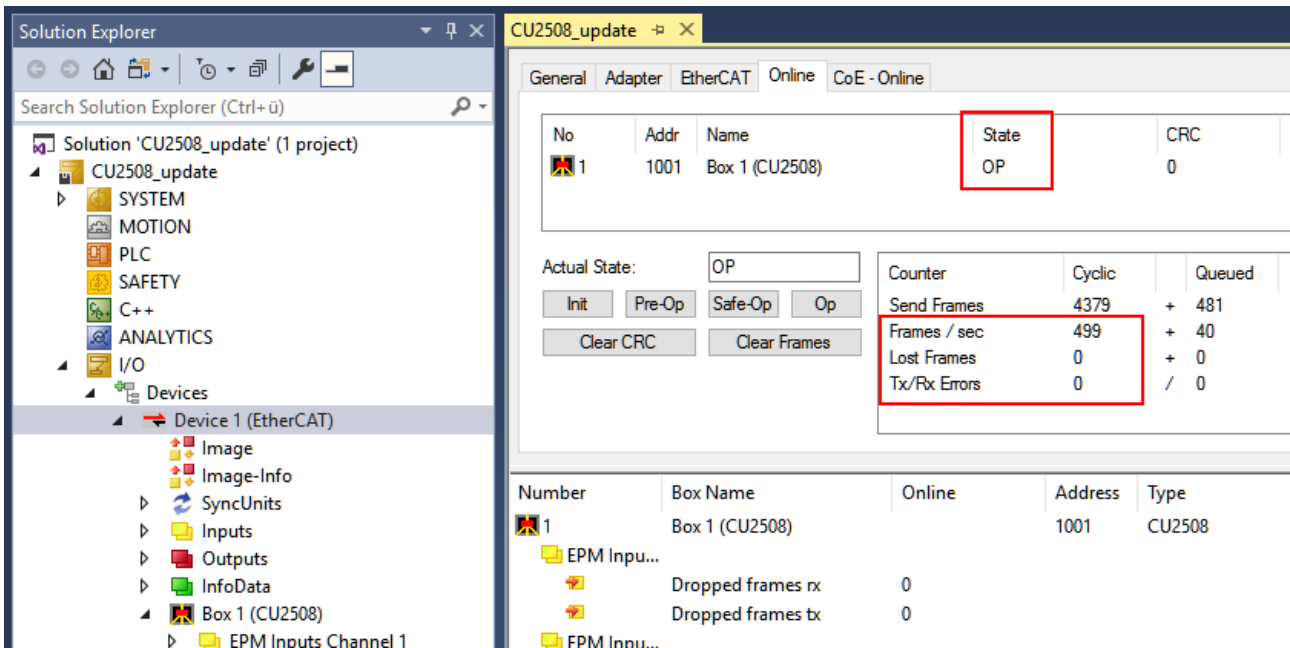 Solution Explorer
Search Solution Explorer (Ctrl+ü)
Solution 'CU2508_update' (1 project)
CU2508_update
SYSTEM
MOTION
PLC
SAFETY
C++
ANALYTICS
I/O
Devices
Device 1 (EtherCAT)
Image
Image-Info
SyncUnits
Inputs
Outputs
InfoData
Box 1 (CU2508)
EPM Inputs Channel 1
CU2508_update
General Adapter EtherCAT Online CoE - Online
No Addr Name State CRC
1 1001 Box 1 (CU2508) OP 0
Actual State: OP
Init Pre-Op Safe-Op Op
Clear CRC Clear Frames
Counter Cyclic Queued
Send Frames 4379 + 481
Frames / sec 499 + 40
Lost Frames 0 + 0
Tx/Rx Errors 0 / 0
Number Box Name Online Address Type
1 Box 1 (CU2508) 1001 CU2508
EPM Inpu...
Dropped frames rx 0
Dropped frames tx 0
EPM Inpu...